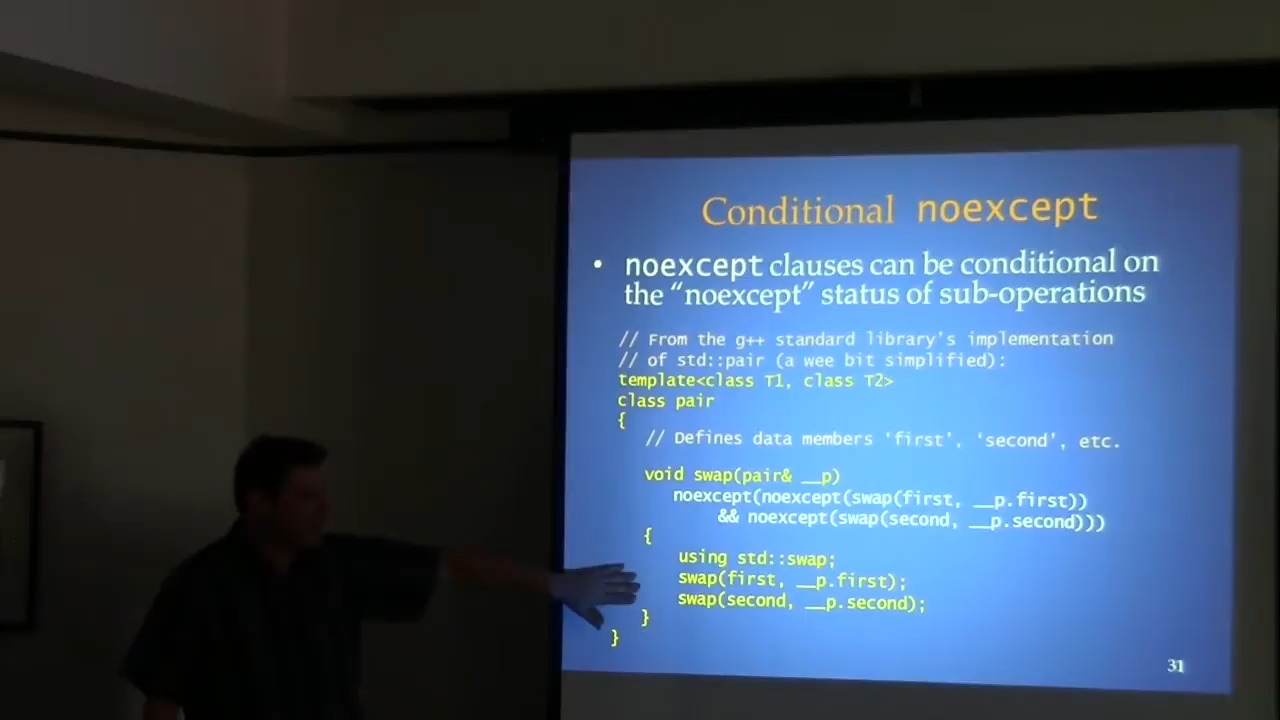 Conditional noexcept
• noexcept clauses can be conditional on
the “noexcept” status of sub-operations
// From the g++ standard library's implementation
// of std::pair (a wee bit simplified):
template<class T1, class T2>
class pair
{
// Defines data members ‘first’, ‘second’, etc.
void swap(pair& __p)
noexcept(noexcept(swap(first, __p.first))
&& noexcept(swap(second, __p.second)))
{
using std::swap;
swap(first, __p.first);
swap(second, __p.second);
}
}
31